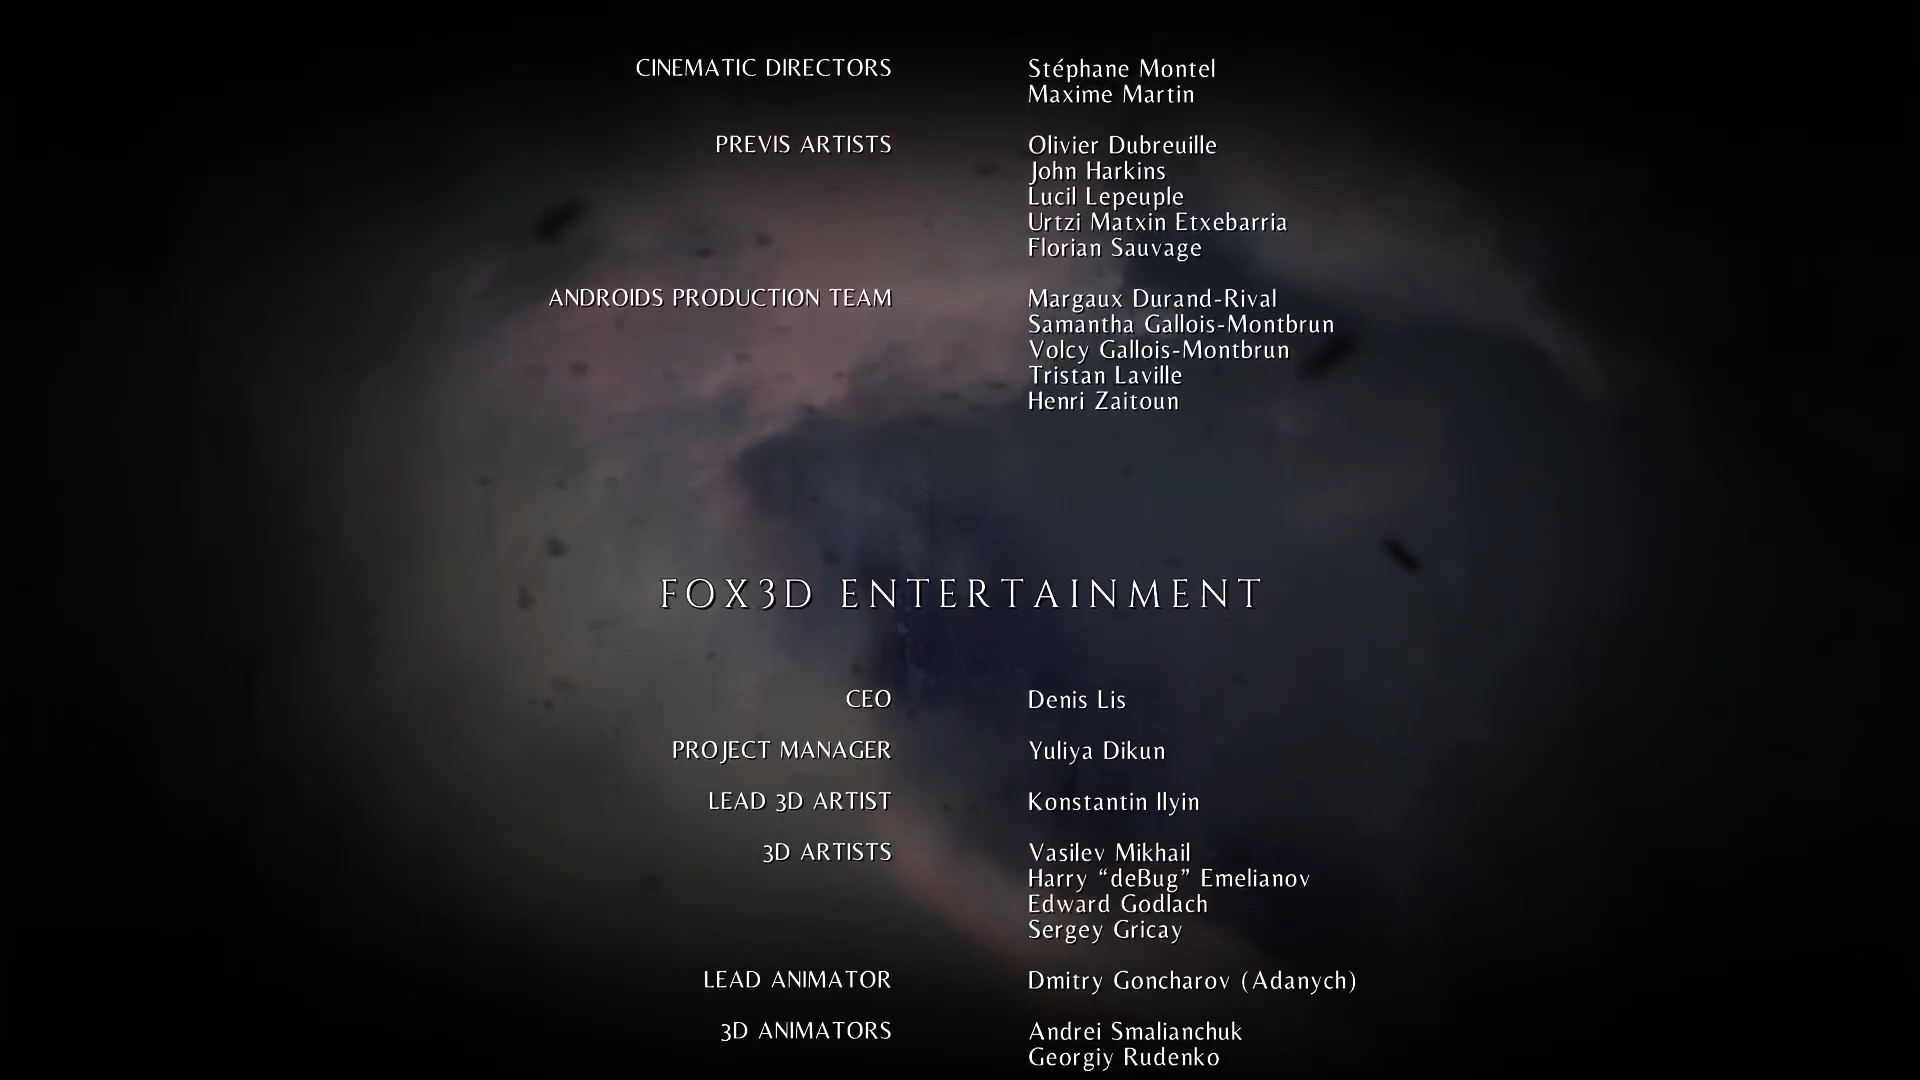 CINEMATIC DIRECTORS Stéphane Montel
Maxime Martin
PREVIS ARTISTS Olivier Dubreuille
John Harkins
Lucil Lepeuple
Urtzi Matxin Etxebarria
Florian Sauvage
ANDROIDS PRODUCTION TEAM Margaux Durand-Rival
Samantha Gallois-Montbrun
Volcy Gallois-Montbrun
Tristan Laville
Henri Zaitoun
FOX3D ENTERTAINMENT
CEO Denis Lis
PROJECT MANAGER Yuliya Dikun
LEAD 3D ARTIST Konstantin Ilyin
3D ARTISTS Vasilev Mikhail
Harry “deBug” Emelianov
Edward Godlach
Sergey Gricay
LEAD ANIMATOR Dmitry Goncharov (Adanych)
3D ANIMATORS Andrei Smalianchuk
Georgiy Rudenko